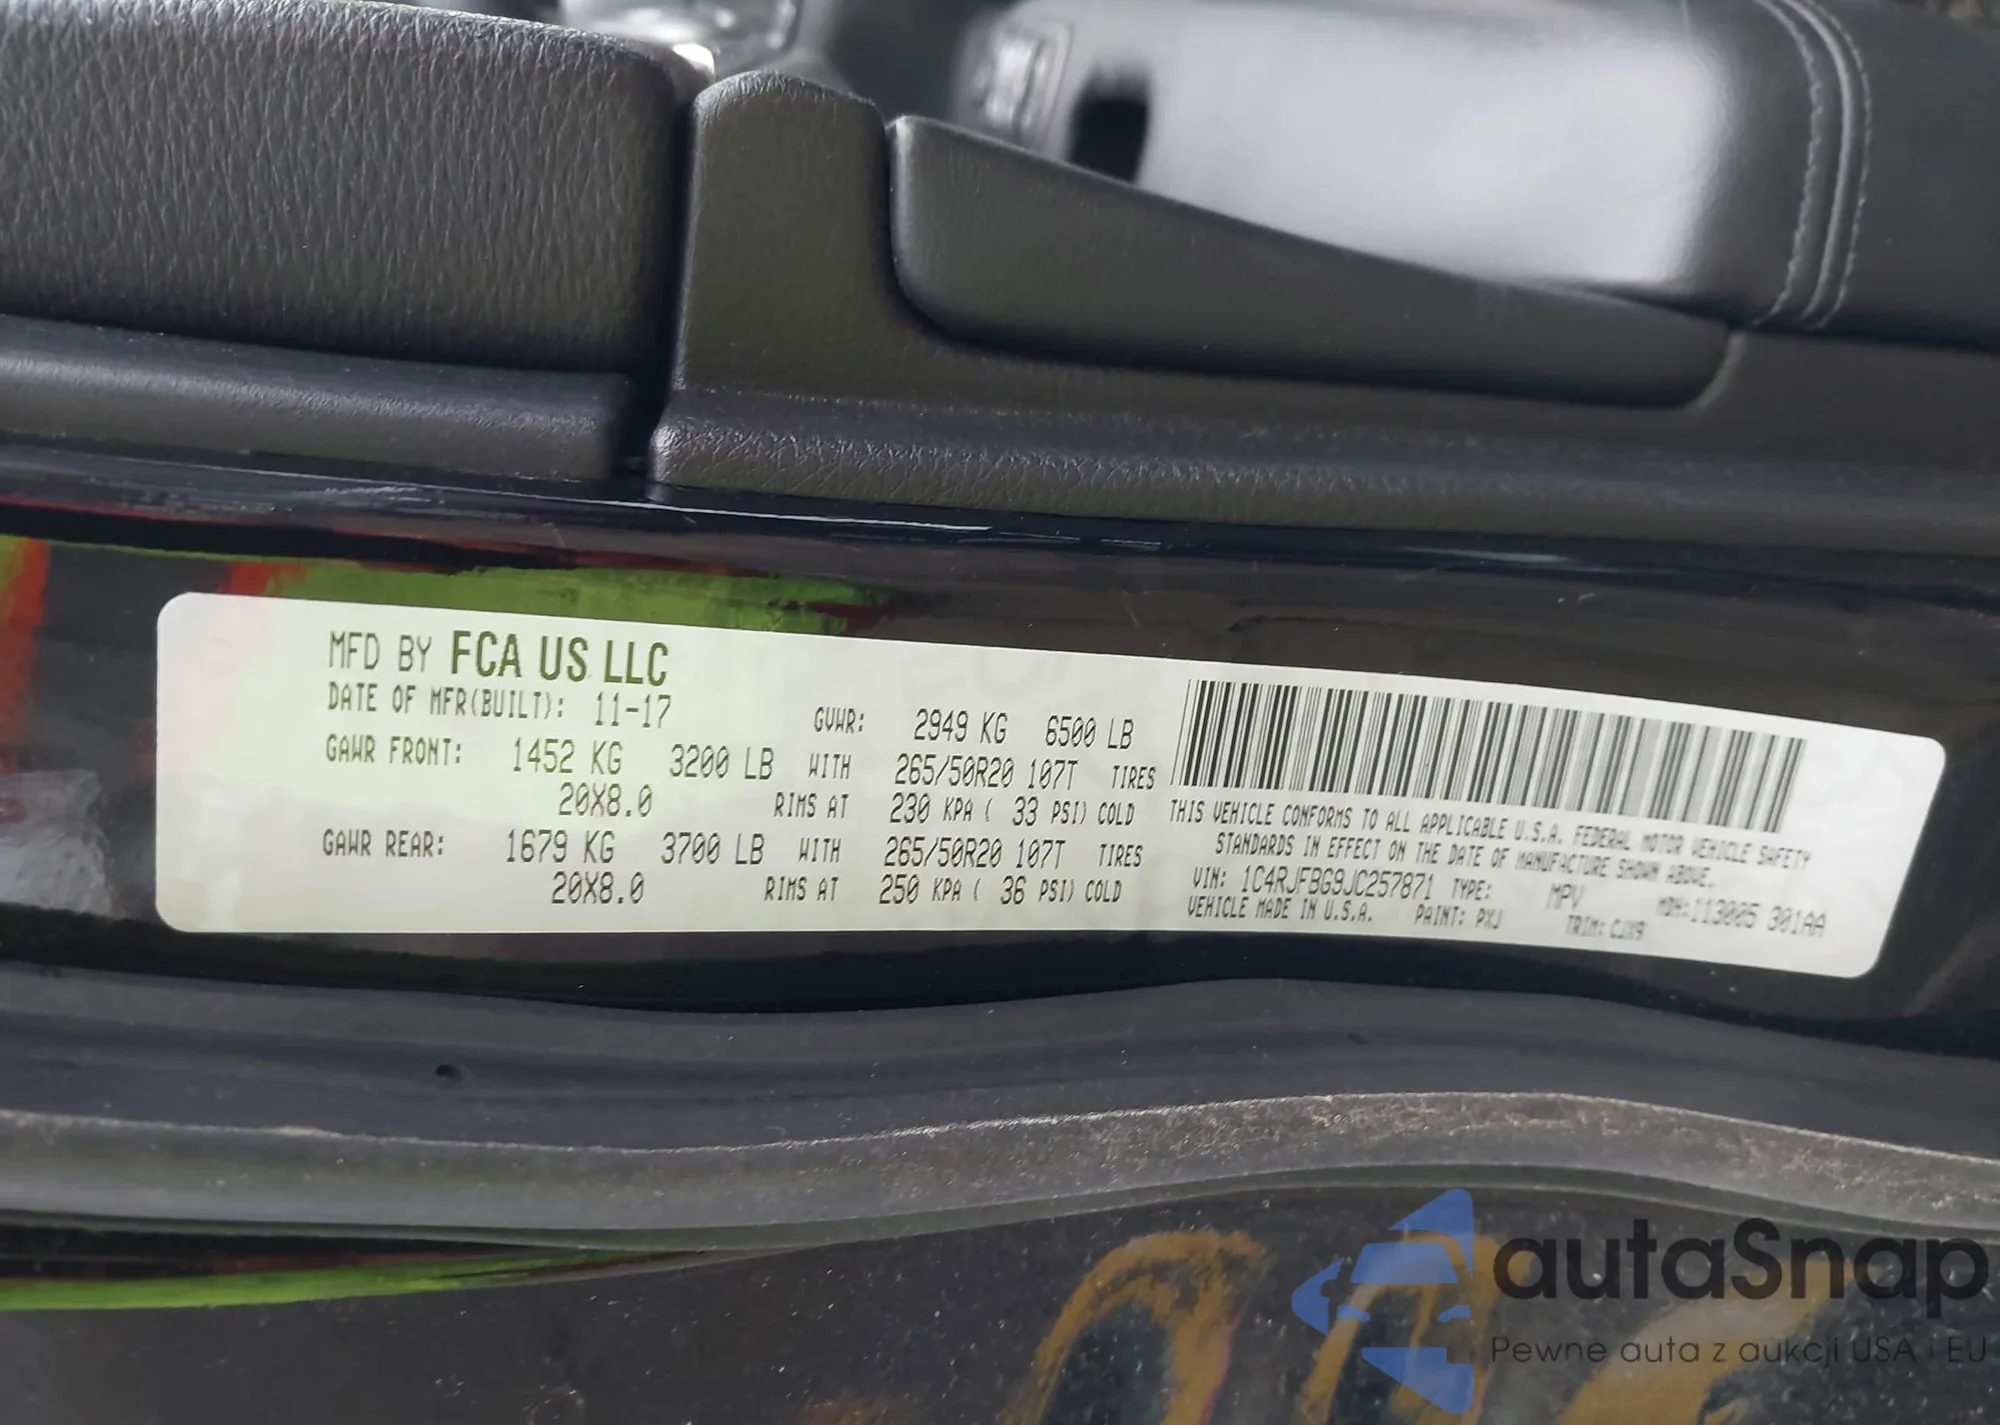 MFD BY FCA US LLC
DATE OF MFR(BUILT): 11-17 GVWR: 2949 KG 6500 LB
GAWR FRONT: 1452 KG 3200 LB WITH 265/50R20 107T TIRES
20X8.0 RIMS AT 230 KPA ( 33 PSI) COLD
GAWR REAR: 1679 KG 3700 LB WITH 265/50R20 107T TIRES
20X8.0 RIMS AT 250 KPA ( 36 PSI) COLD
THIS VEHICLE CONFORMS TO ALL APPLICABLE U.S.A. FEDERAL MOTOR VEHICLE SAFETY
STANDARDS IN EFFECT ON THE DATE OF MANUFACTURE SHOWN ABOVE.
VIN: 1C4RJFBG9JC257871 TYPE: MPV MDH:113005 301AA
VEHICLE MADE IN U.S.A. PAINT: PXJ TRIM: CJX9
autaSnap
Pewne auta z aukcji USA i EU